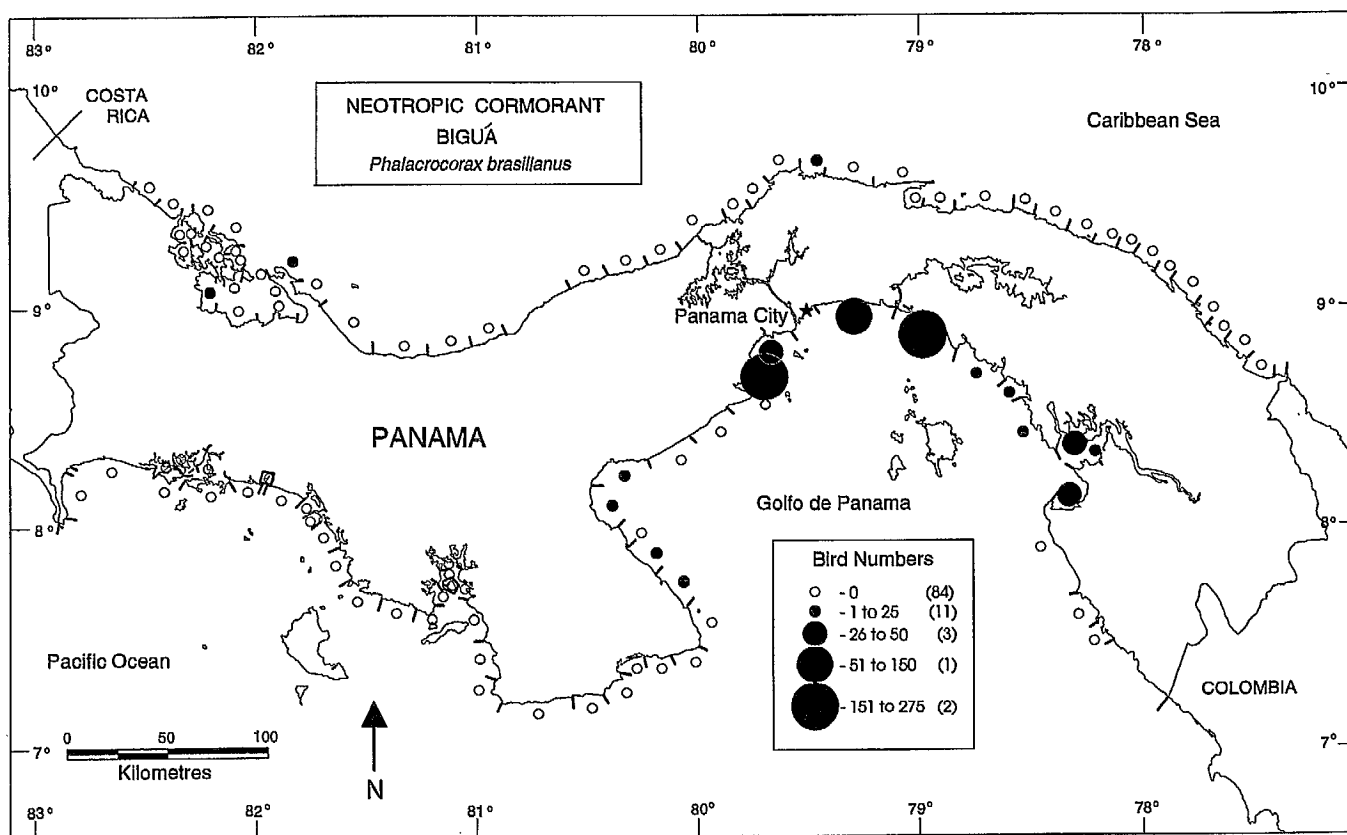 83° 82° 81° 80° 79° 78°
10° 10°
COSTA
RICA
NEOTROPIC CORMORANT
BIGUÁ
Phalacrocorax brasilianus
Caribbean Sea
9° 9°
Panama City
PANAMA
8° 8°
Golfo de Panama
Bird Numbers
- 0 (84)
- 1 to 25 (11)
- 26 to 50 (3)
- 51 to 150 (1)
- 151 to 275 (2)
Pacific Ocean
COLOMBIA
0 50 100
Kilometres
N
7° 7°
83° 82° 81° 80° 79° 78°